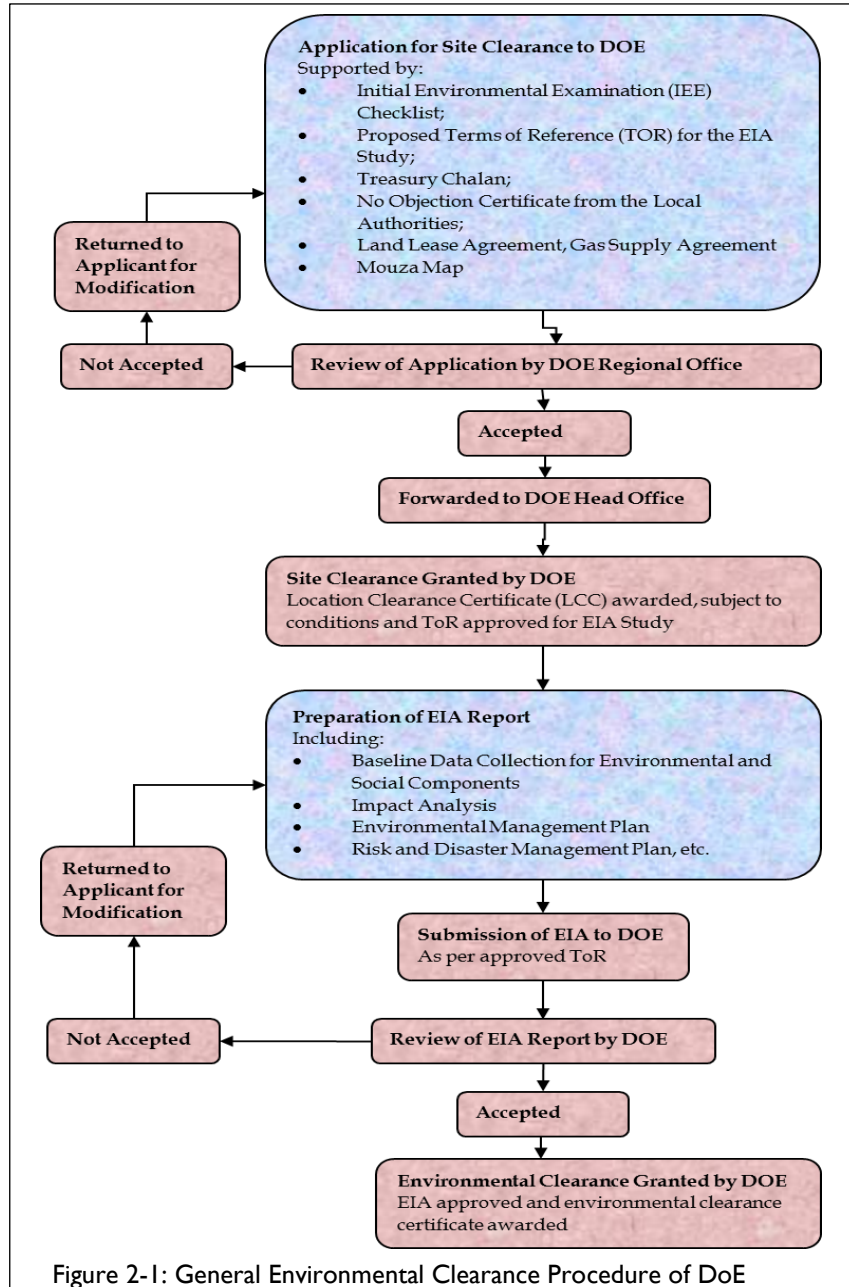 Application for Site Clearance to DOE
Supported by:
• Initial Environmental Examination (IEE)
Checklist;
• Proposed Terms of Reference (TOR) for the EIA
Study;
• Treasury Chalan;
• No Objection Certificate from the Local
Authorities;
• Land Lease Agreement, Gas Supply Agreement
• Mouza Map
Returned to
Applicant for
Modification
Not Accepted
Review of Application by DOE Regional Office
Accepted
Forwarded to DOE Head Office
Site Clearance Granted by DOE
Location Clearance Certificate (LCC) awarded, subject to
conditions and ToR approved for EIA Study
Preparation of EIA Report
Including:
• Baseline Data Collection for Environmental and
Social Components
• Impact Analysis
• Environmental Management Plan
• Risk and Disaster Management Plan, etc.
Returned to
Applicant for
Modification
Submission of EIA to DOE
As per approved ToR
Not Accepted
Review of EIA Report by DOE
Accepted
Environmental Clearance Granted by DOE
EIA approved and environmental clearance
certificate awarded
Figure 2-1: General Environmental Clearance Procedure of DoE